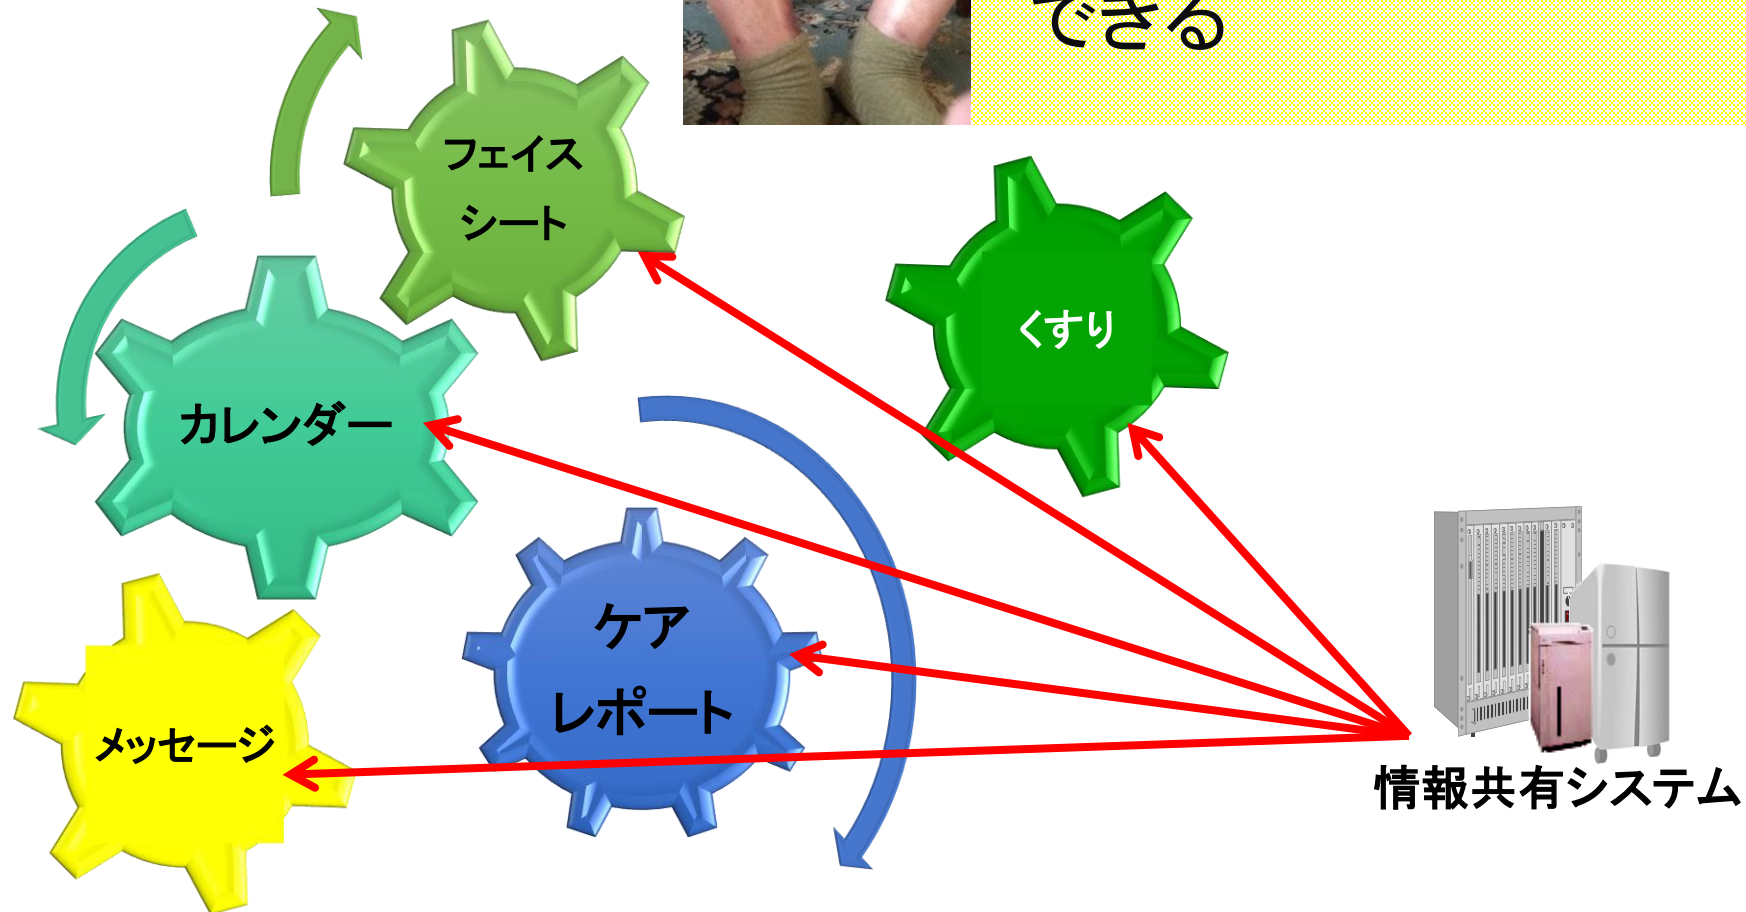 できる
フェイス
シート
くすり
カレンダー
ケア
レポート
メッセージ
情報共有システム